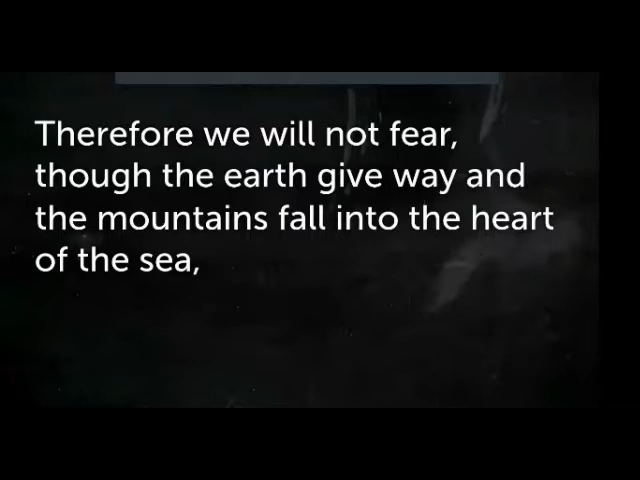 Therefore we will not fear,
though the earth give way and
the mountains fall into the heart
of the sea,